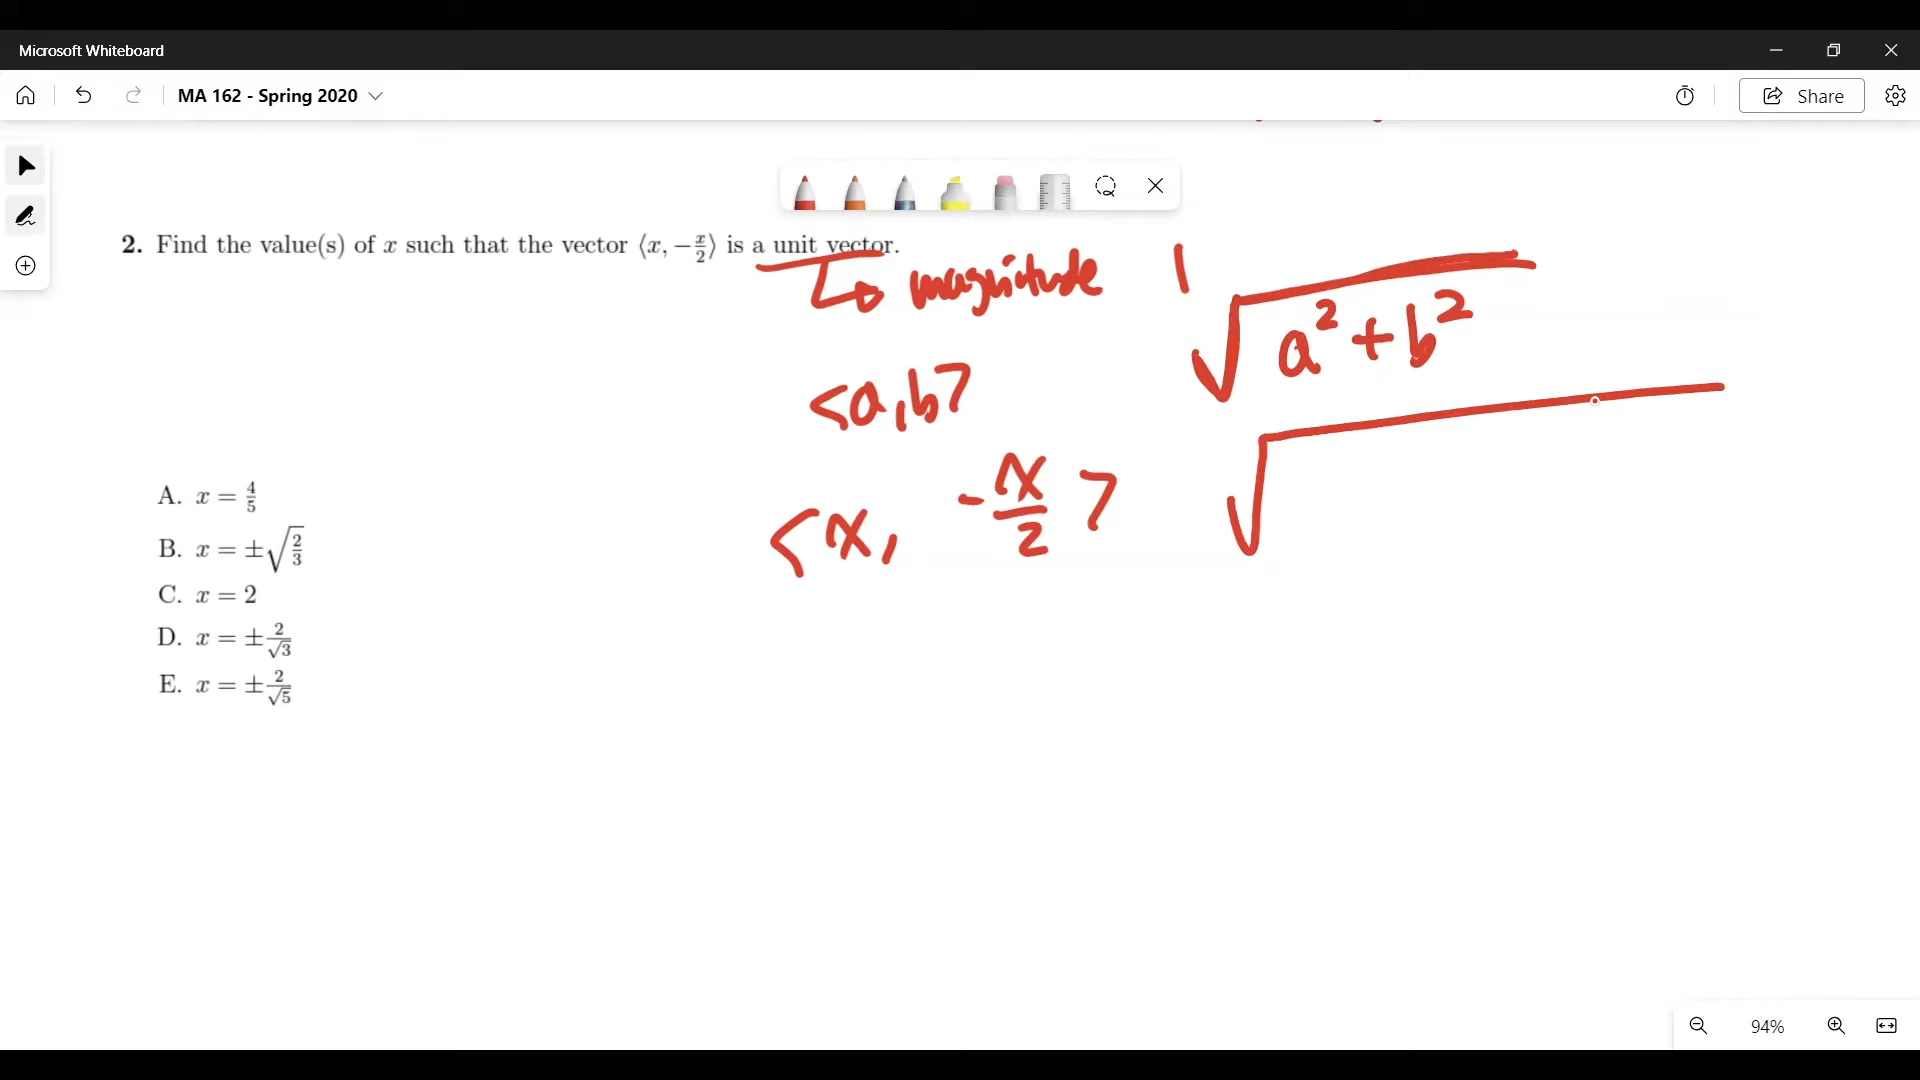 Microsoft Whiteboard
MA 162 - Spring 2020
Share
2. Find the value(s) of x such that the vector ⟨x, −x/2⟩ is a unit vector.
magnitude 1
√(a² + b²)
<a,b>
<x, -x/2 >
√
A. x = 4/5
B. x = ±√(2/3)
C. x = 2
D. x = ±2/√3
E. x = ±2/√5
94%